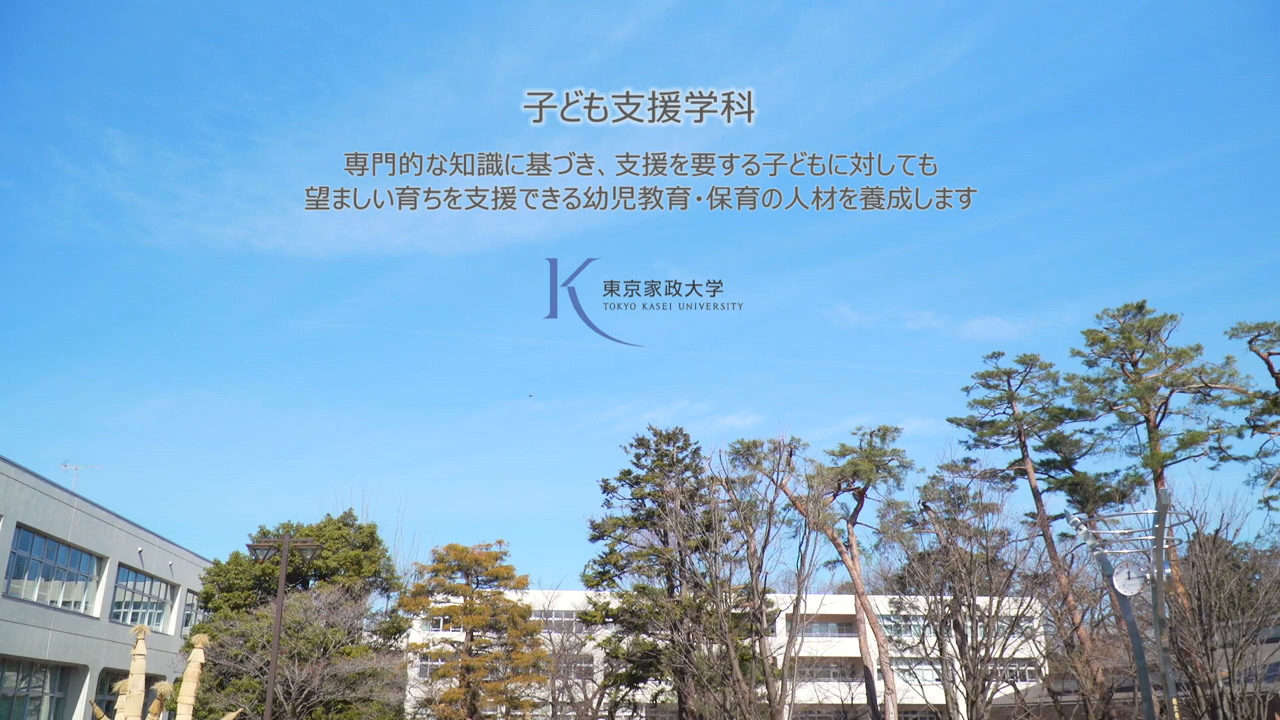 子ども支援学科
専門的な知識に基づき、支援を要する子どもに対しても
望ましい育ちを支援できる幼児教育・保育の人材を養成します
東京家政大学
TOKYO KASEI UNIVERSITY